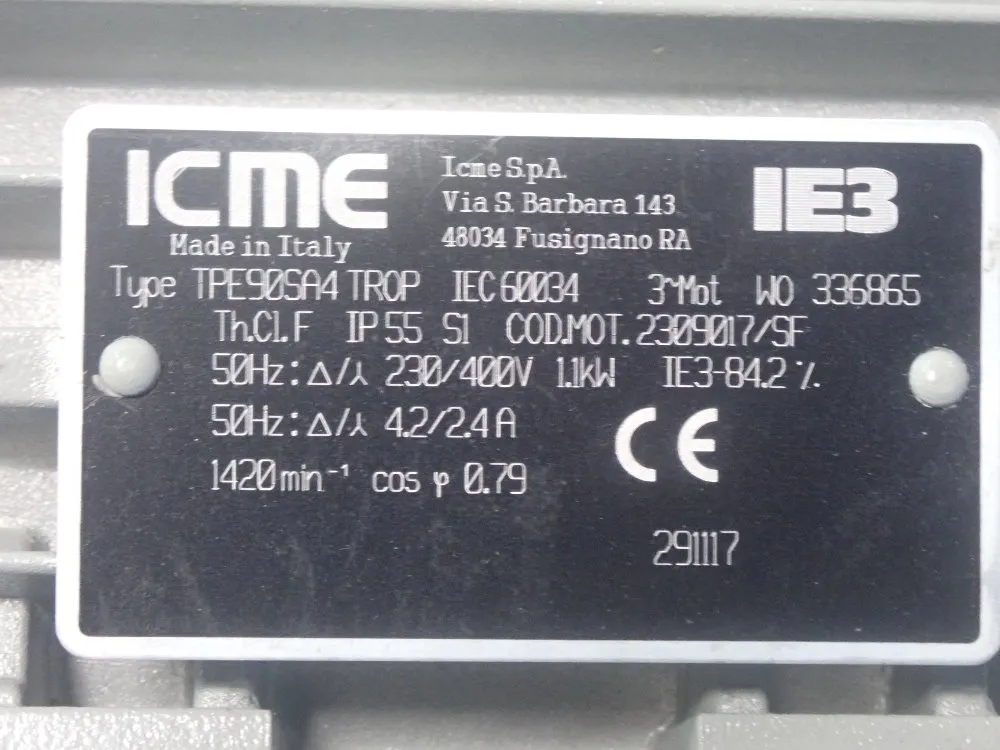 ICME
Made in Italy
Icme S.p.A.
Via S. Barbara 143
48034 Fusignano RA
IE3
Type TPE90SA4 TROP IEC 60034 3~Mot WO 336865
Th.Cl.F IP 55 S1 COD.MOT. 2309017/SF
50Hz: Δ/⅄ 230/400V 1.1kW IE3-84.2 %
50Hz: Δ/⅄ 4.2/2.4 A
1420 min⁻¹ cos φ 0.79
CE
291117